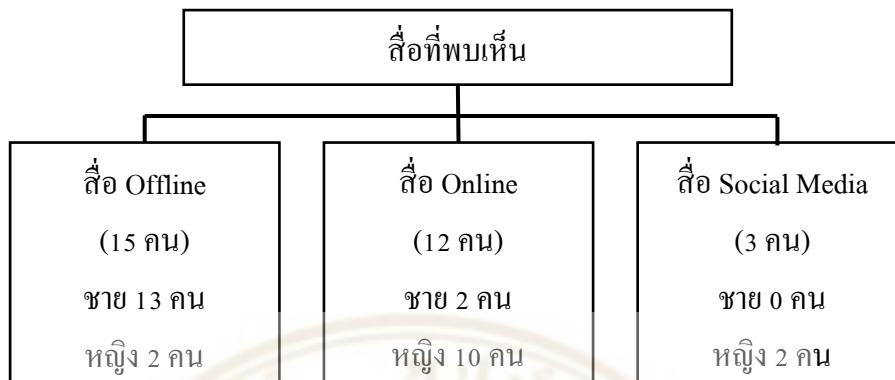 สื่อที่พบเห็น
สื่อ Offline
(15 คน)
ชาย 13 คน
หญิง 2 คน
สื่อ Online
(12 คน)
ชาย 2 คน
หญิง 10 คน
สื่อ Social Media
(3 คน)
ชาย 0 คน
หญิง 2 คน